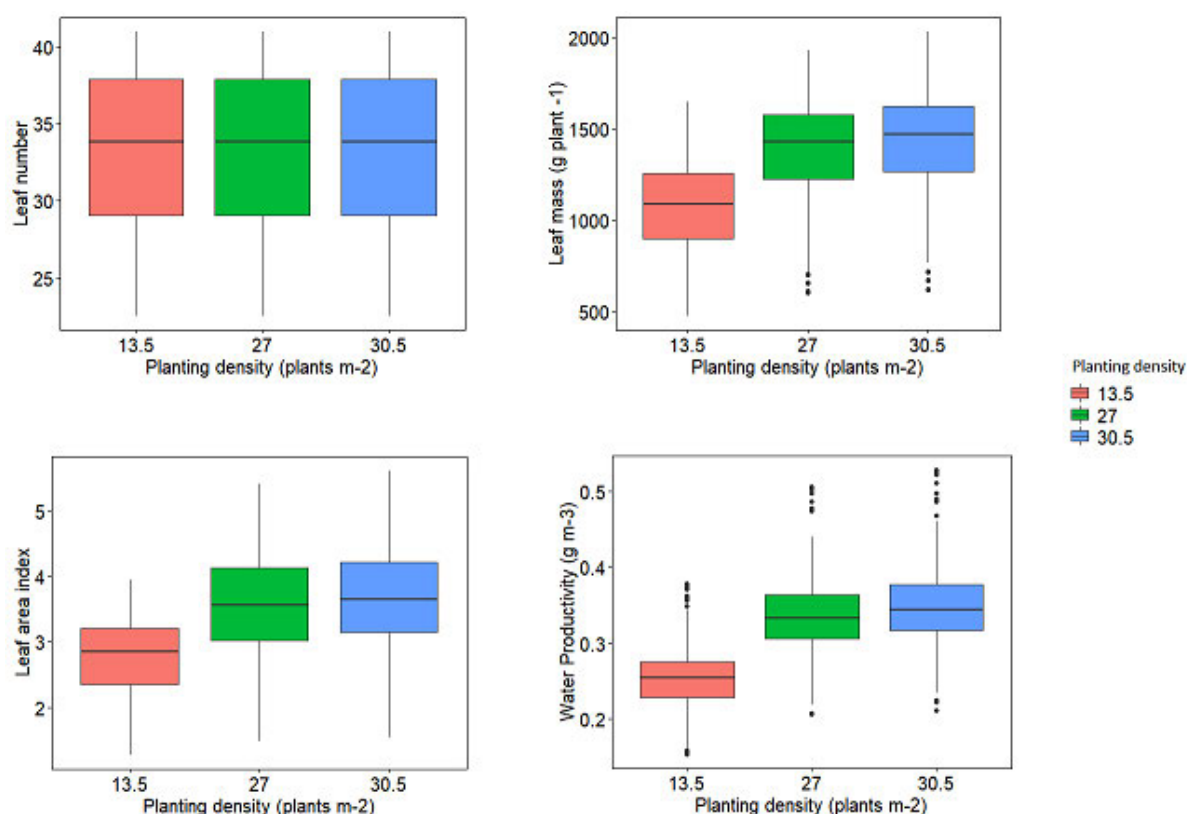 Leaf number
40
35
30
25
13.5 27 30.5
Planting density (plants m-2)
Leaf mass (g plant -1)
2000
1500
1000
500
13.5 27 30.5
Planting density (plants m-2)
Planting density
13.5
27
30.5
Leaf area index
5
4
3
2
13.5 27 30.5
Planting density (plants m-2)
Water Productivity (g m-3)
0.5
0.4
0.3
0.2
13.5 27 30.5
Planting density (plants m-2)